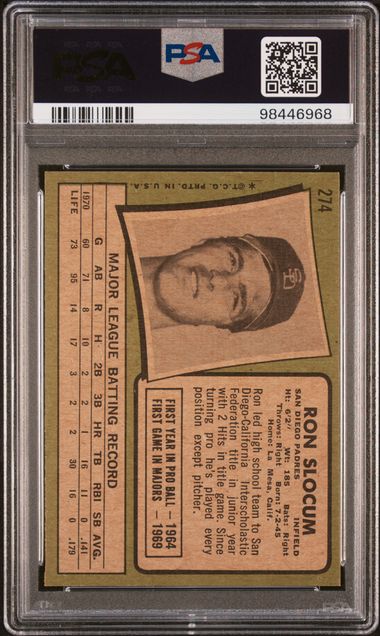 PSA
PSA
98446968
274
RON SLOCUM
SAN DIEGO PADRES INFIELD
Ht: 6'2" Wt: 185 Bats: Right
Throws: Right Born: 7-2-45
Home: La Mesa, Calif.
Ron led high school team to San
Diego-California Interscholastic
Federation title in junior year
with 2 Hits in title game. Since
turning pro he's played every
position except pitcher.
FIRST YEAR IN PRO BALL — 1964
FIRST GAME IN MAJORS — 1969
SD
*©T.C.G. PRTD. IN U.S.A.
MAJOR LEAGUE BATTING RECORD
G AB R H 2B 3B HR TB RBI SB AVG.
1970 60 71 8 10 2 2 1 19 11 0 .141
LIFE 73 95 14 17 3 2 2 30 16 0 .179